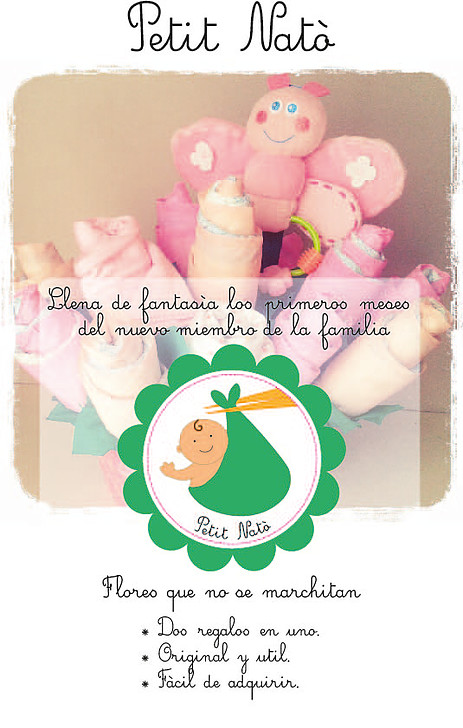 Petit Natò
Llena de fantasìa los primeros meses
del nuevo miembro de la familia
Petit Natò
Flores que no se marchitan
* Dos regalos en uno.
* Original y util.
* Fàcil de adquirir.